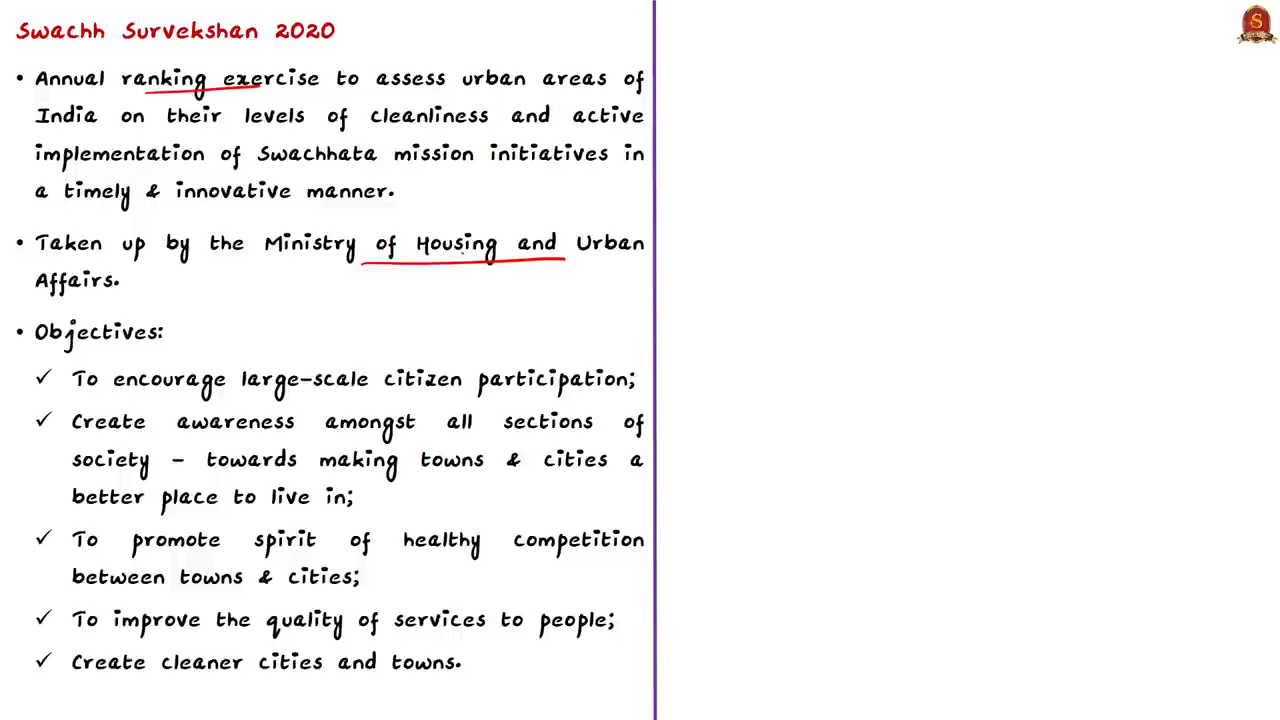 Swachh Survekshan 2020
• Annual ranking exercise to assess urban areas of
India on their levels of cleanliness and active
implementation of Swachhata mission initiatives in
a timely & innovative manner.
• Taken up by the Ministry of Housing and Urban
Affairs.
• Objectives:
✓ To encourage large-scale citizen participation;
✓ Create awareness amongst all sections of
society - towards making towns & cities a
better place to live in;
✓ To promote spirit of healthy competition
between towns & cities;
✓ To improve the quality of services to people;
✓ Create cleaner cities and towns.
S